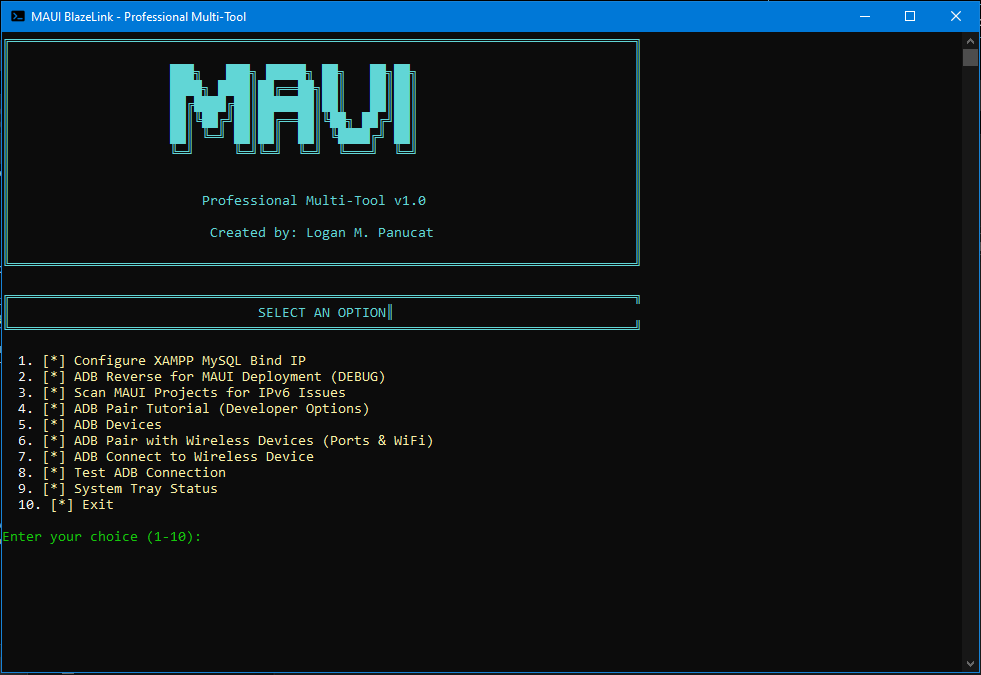 MAUI BlazeLink - Professional Multi-Tool
MAUI
Professional Multi-Tool v1.0
Created by: Logan M. Panucat
SELECT AN OPTION
1. [*] Configure XAMPP MySQL Bind IP
2. [*] ADB Reverse for MAUI Deployment (DEBUG)
3. [*] Scan MAUI Projects for IPv6 Issues
4. [*] ADB Pair Tutorial (Developer Options)
5. [*] ADB Devices
6. [*] ADB Pair with Wireless Devices (Ports & WiFi)
7. [*] ADB Connect to Wireless Device
8. [*] Test ADB Connection
9. [*] System Tray Status
10. [*] Exit
Enter your choice (1-10):